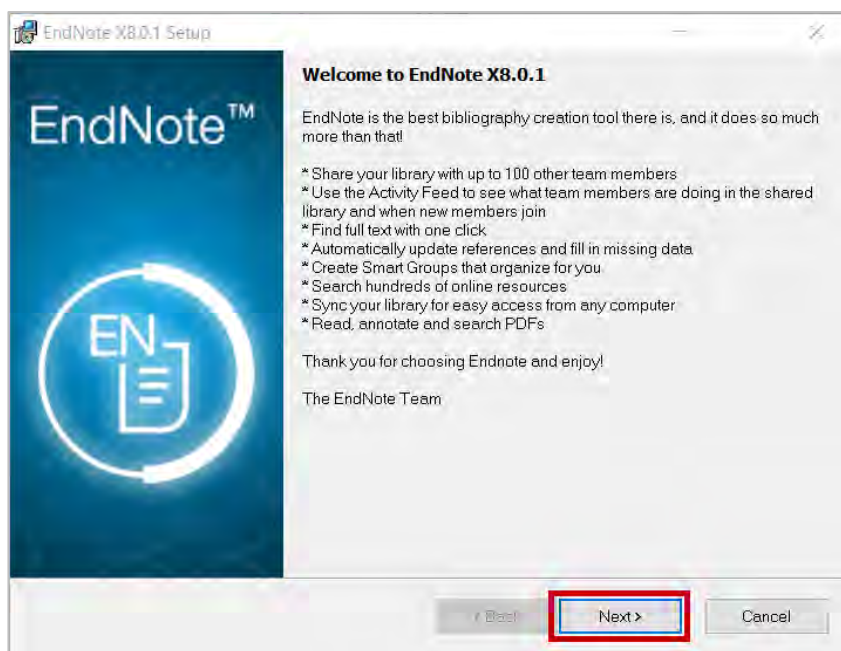 EndNote X8.0.1 Setup
EndNote™
EN
Welcome to EndNote X8.0.1
EndNote is the best bibliography creation tool there is, and it does so much
more than that!
* Share your library with up to 100 other team members
* Use the Activity Feed to see what team members are doing in the shared
library and when new members join
* Find full text with one click
* Automatically update references and fill in missing data
* Create Smart Groups that organize for you
* Search hundreds of online resources
* Sync your library for easy access from any computer
* Read, annotate and search PDFs
Thank you for choosing Endnote and enjoy!
The EndNote Team
< Back
Next >
Cancel